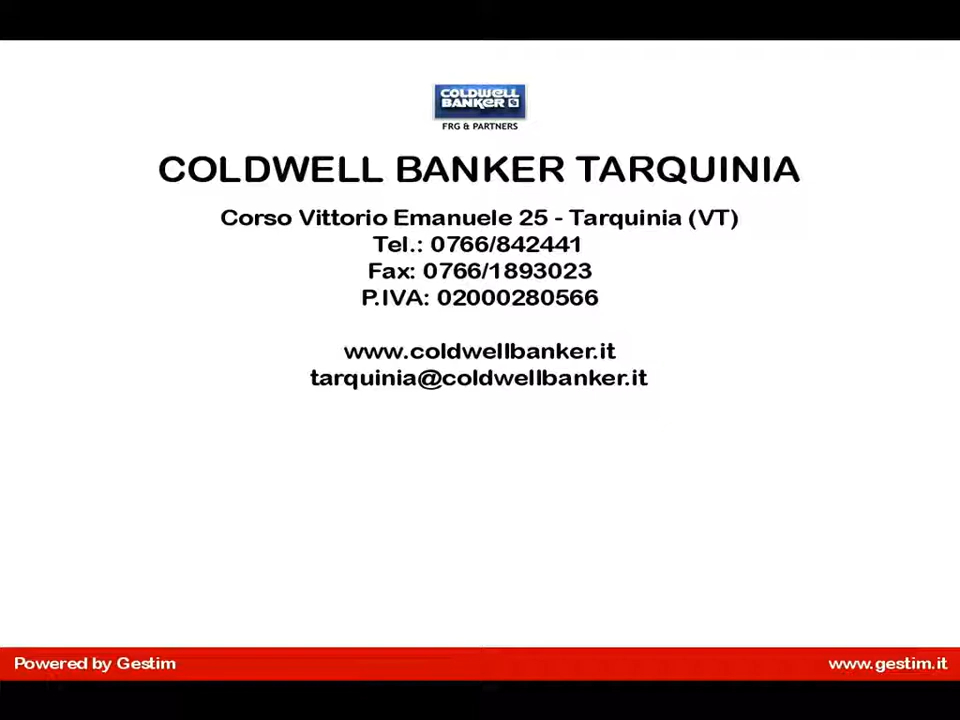 COLDWELL
BANKER
FRG & PARTNERS
COLDWELL BANKER TARQUINIA
Corso Vittorio Emanuele 25 - Tarquinia (VT)
Tel.: 0766/842441
Fax: 0766/1893023
P.IVA: 02000280566
www.coldwellbanker.it
tarquinia@coldwellbanker.it
Powered by Gestim
www.gestim.it